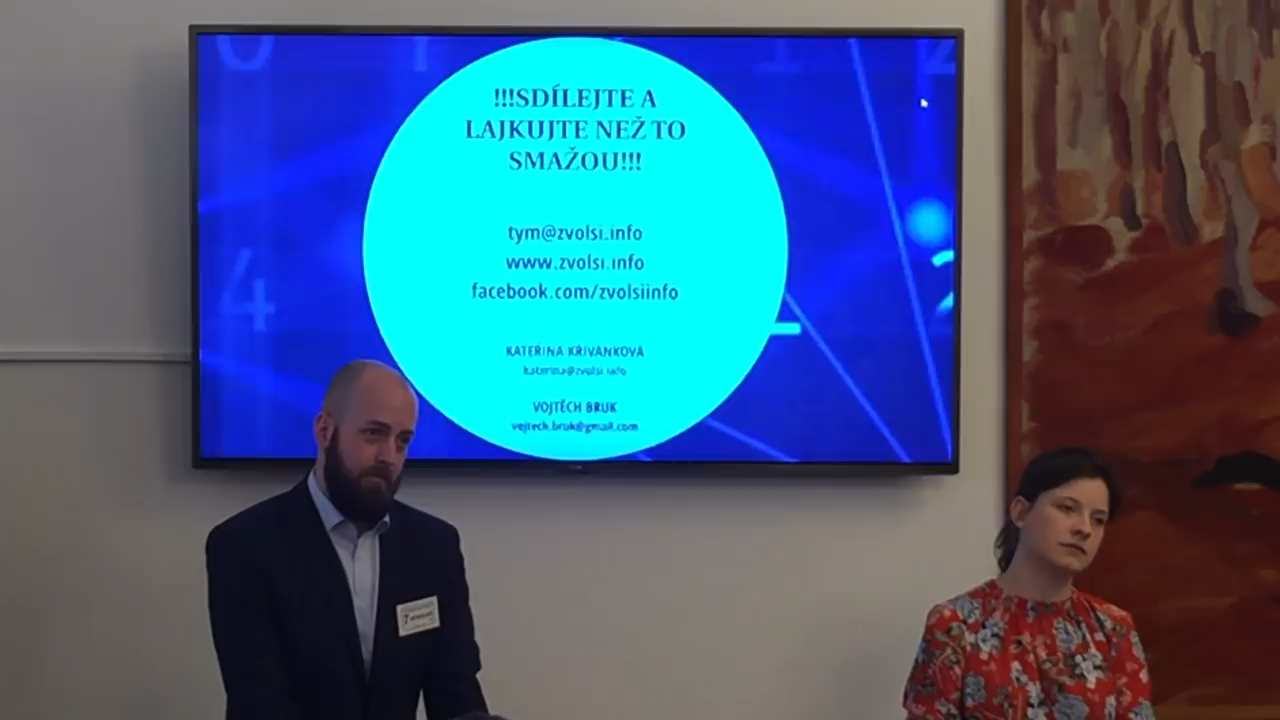 !!!SDÍLEJTE A
LAJKUJTE NEŽ TO
SMAŽOU!!!
tym@zvolsi.info
www.zvolsi.info
facebook.com/zvolsiinfo
KATEŘINA KŘIVÁNKOVÁ
katerina@zvolsi.info
VOJTĚCH BRUK
vojtech.bruk@gmail.com
4